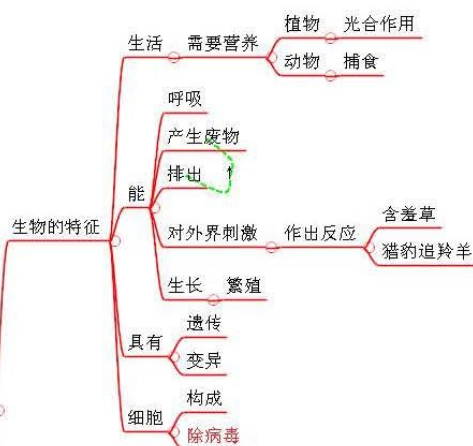 生物的特征
生活
需要营养
植物
光合作用
动物
捕食
能
呼吸
产生废物
排出
对外界刺激
作出反应
含羞草
猎豹追羚羊
生长
繁殖
具有
遗传
变异
细胞
构成
除病毒